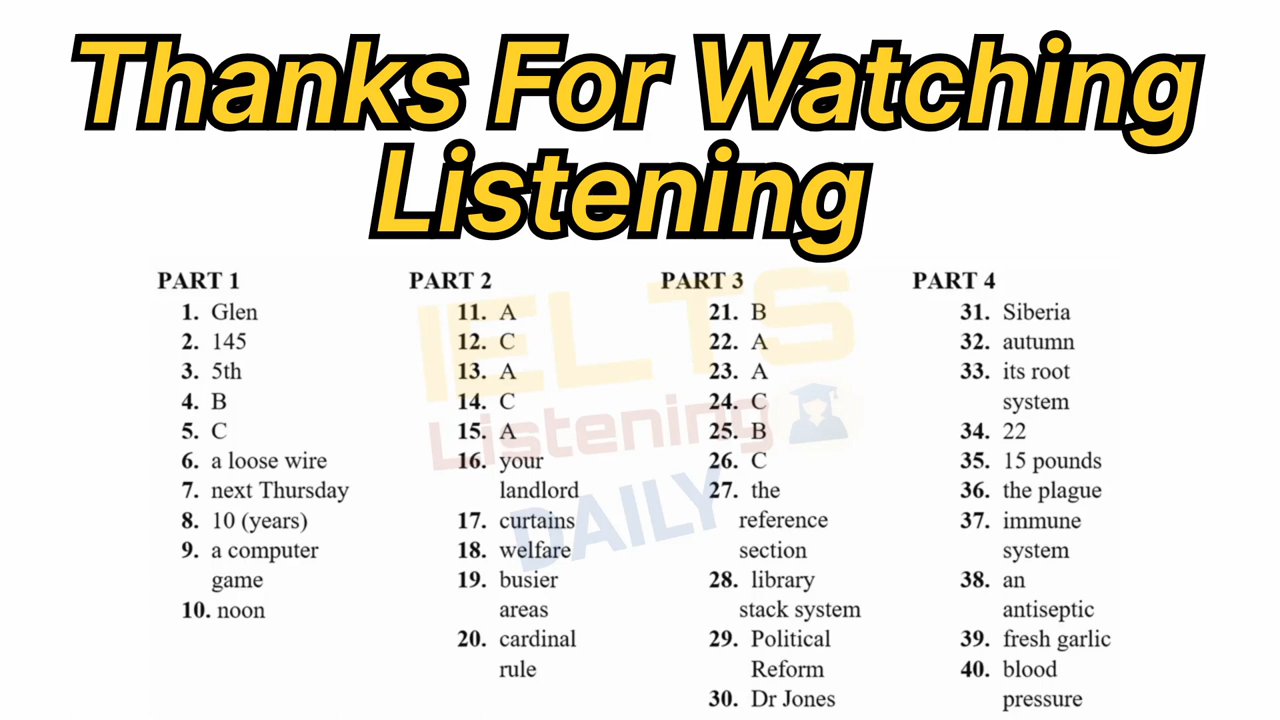 Thanks For Watching
Listening
IELTS
Listening
DAILY
PART 1
1. Glen
2. 145
3. 5th
4. B
5. C
6. a loose wire
7. next Thursday
8. 10 (years)
9. a computer
game
10. noon
PART 2
11. A
12. C
13. A
14. C
15. A
16. your
landlord
17. curtains
18. welfare
19. busier
areas
20. cardinal
rule
PART 3
21. B
22. A
23. A
24. C
25. B
26. C
27. the
reference
section
28. library
stack system
29. Political
Reform
30. Dr Jones
PART 4
31. Siberia
32. autumn
33. its root
system
34. 22
35. 15 pounds
36. the plague
37. immune
system
38. an
antiseptic
39. fresh garlic
40. blood
pressure